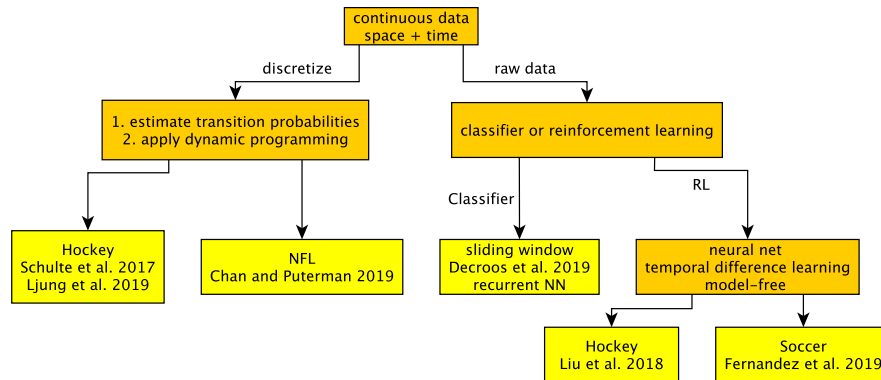 continuous data
space + time
discretize
raw data
1. estimate transition probabilities
2. apply dynamic programming
classifier or reinforcement learning
Classifier
RL
Hockey
Schulte et al. 2017
Ljung et al. 2019
NFL
Chan and Puterman 2019
sliding window
Decroos et al. 2019
recurrent NN
neural net
temporal difference learning
model-free
Hockey
Liu et al. 2018
Soccer
Fernandez et al. 2019